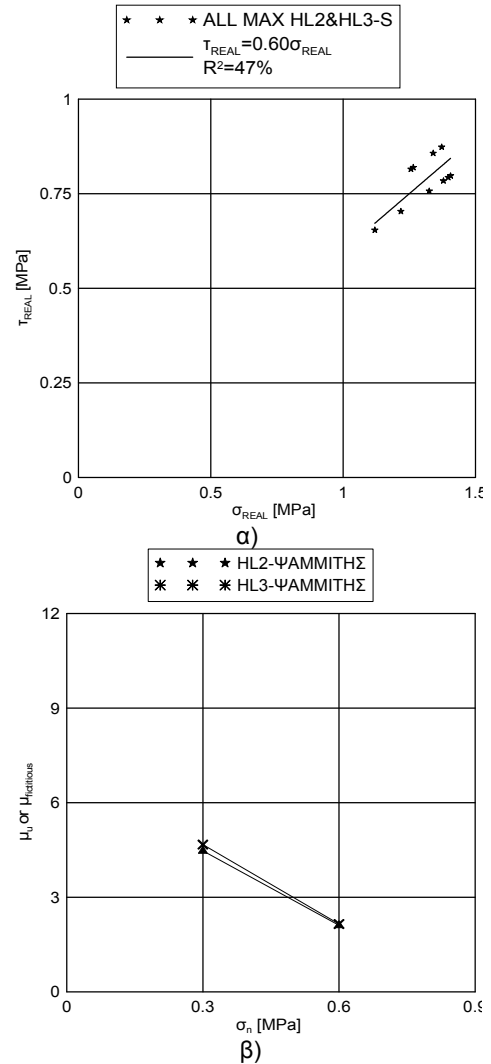 ALL MAX HL2&HL3-S
τREAL=0.60σREAL
R²=47%
1
0.75
0.5
0.25
0
τREAL [MPa]
0 0.5 1 1.5
σREAL [MPa]
α)
HL2-ΨΑΜΜΙΤΗΣ
HL3-ΨΑΜΜΙΤΗΣ
12
9
6
3
0
μu or μfictitious
0 0.3 0.6 0.9
σn [MPa]
β)